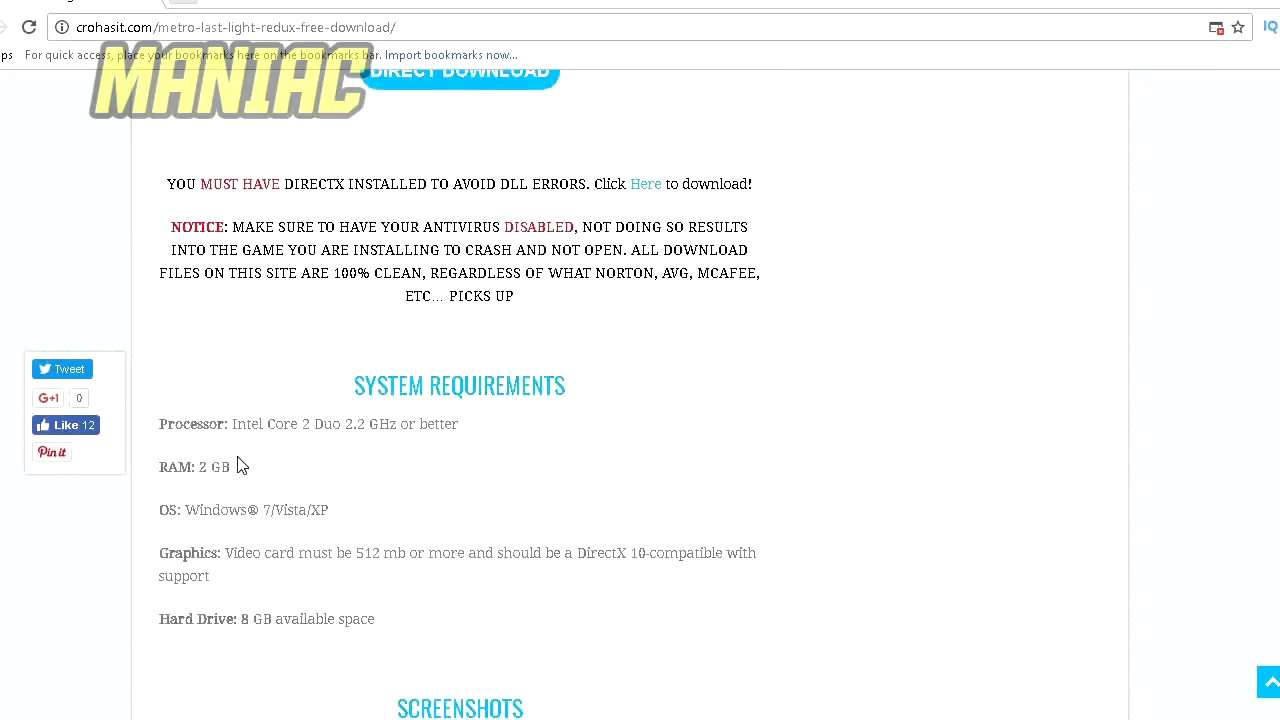 crohasit.com/metro-last-light-redux-free-download/
IQ
ps For quick access, place your bookmarks here on the bookmarks bar. Import bookmarks now...
MANIAC
DIRECT DOWNLOAD
YOU MUST HAVE DIRECTX INSTALLED TO AVOID DLL ERRORS. Click Here to download!
NOTICE: MAKE SURE TO HAVE YOUR ANTIVIRUS DISABLED, NOT DOING SO RESULTS
INTO THE GAME YOU ARE INSTALLING TO CRASH AND NOT OPEN. ALL DOWNLOAD
FILES ON THIS SITE ARE 100% CLEAN, REGARDLESS OF WHAT NORTON, AVG, MCAFEE,
ETC... PICKS UP
Tweet
G+1 0
Like 12
Pin it
SYSTEM REQUIREMENTS
Processor: Intel Core 2 Duo 2.2 GHz or better
RAM: 2 GB
OS: Windows® 7/Vista/XP
Graphics: Video card must be 512 mb or more and should be a DirectX 10-compatible with
support
Hard Drive: 8 GB available space
SCREENSHOTS